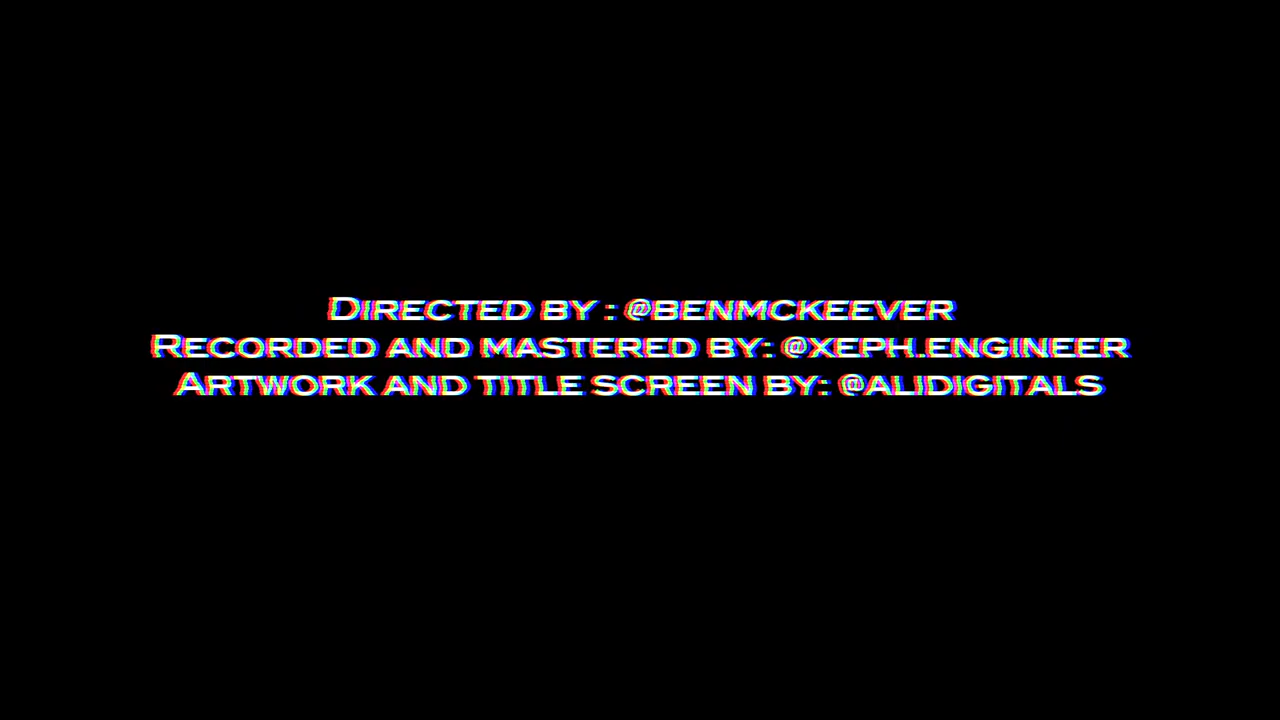 Directed by : @benmckeever
Recorded and mastered by: @xeph.engineer
Artwork and title screen by: @alidigitals